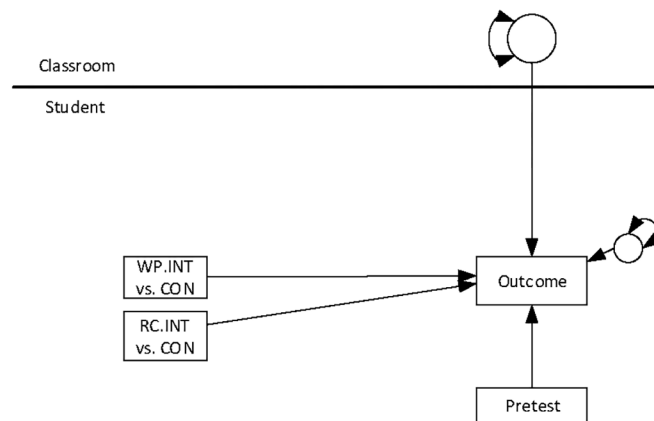 Classroom
Student
WP.INT
vs. CON
Outcome
RC.INT
vs. CON
Pretest